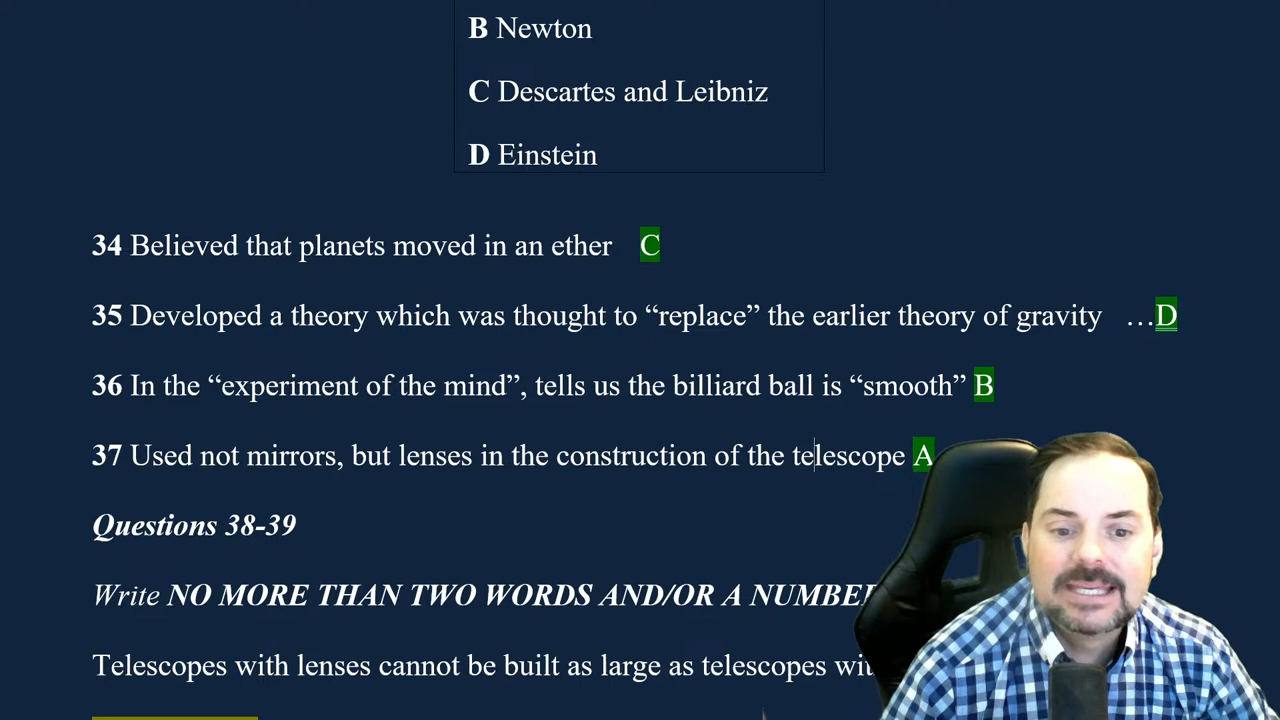 B Newton
C Descartes and Leibniz
D Einstein
34 Believed that planets moved in an ether C
35 Developed a theory which was thought to “replace” the earlier theory of gravity …D
36 In the “experiment of the mind”, tells us the billiard ball is “smooth” B
37 Used not mirrors, but lenses in the construction of the telescope A
Questions 38-39
Write NO MORE THAN TWO WORDS AND/OR A NUMBER
Telescopes with lenses cannot be built as large as telescopes